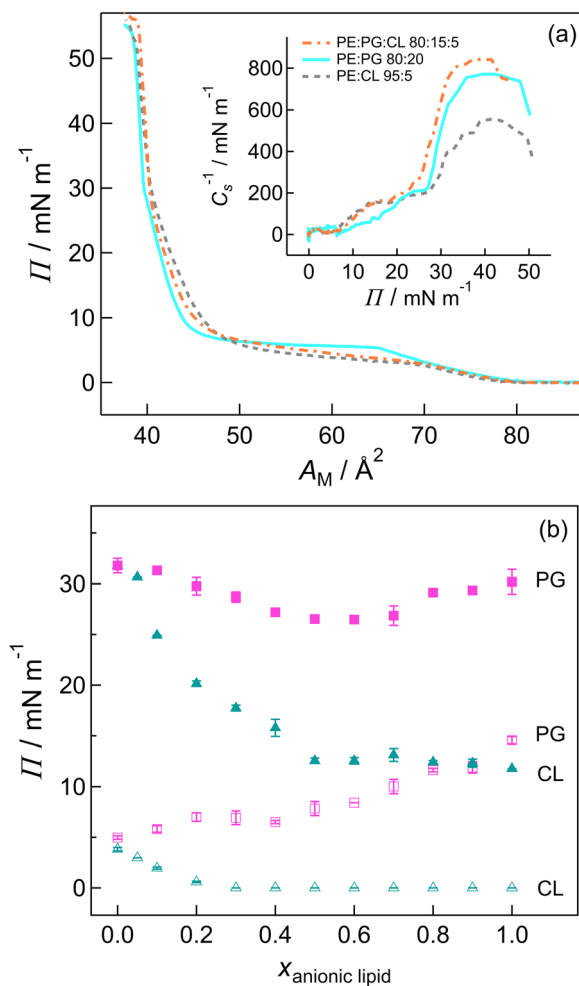 (a)
PE:PG:CL 80:15:5
PE:PG 80:20
PE:CL 95:5
800
600
400
200
0
C_s^-1 / mN m^-1
0 10 20 30 40 50
Π / mN m^-1
50
40
30
20
10
0
Π / mN m^-1
40 50 60 70 80
A_M / Å^2
(b)
PG
PG
CL
CL
30
20
10
0
Π / mN m^-1
0.0 0.2 0.4 0.6 0.8 1.0
x_anionic lipid